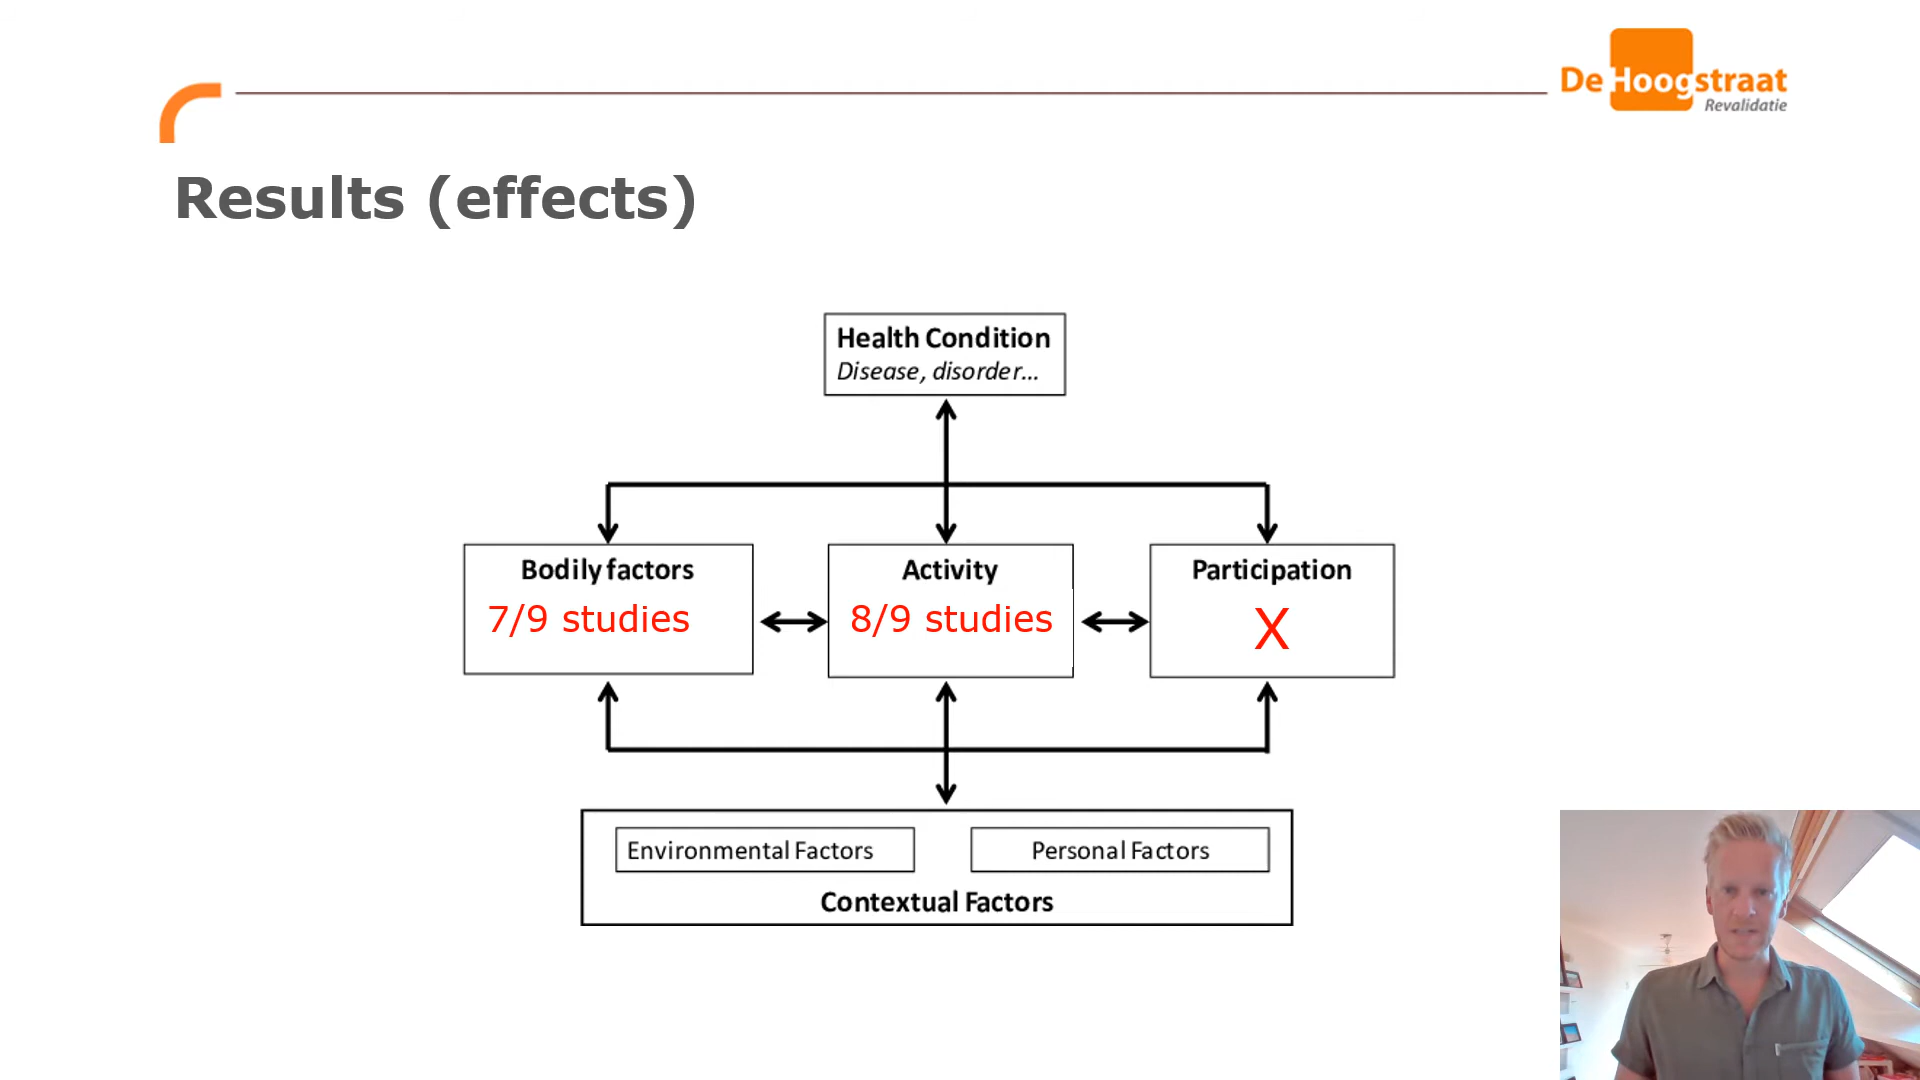 De Hoogstraat
Revalidatie
Results (effects)
Health Condition
Disease, disorder...
Bodily factors
7/9 studies
Activity
8/9 studies
Participation
X
Environmental Factors
Personal Factors
Contextual Factors